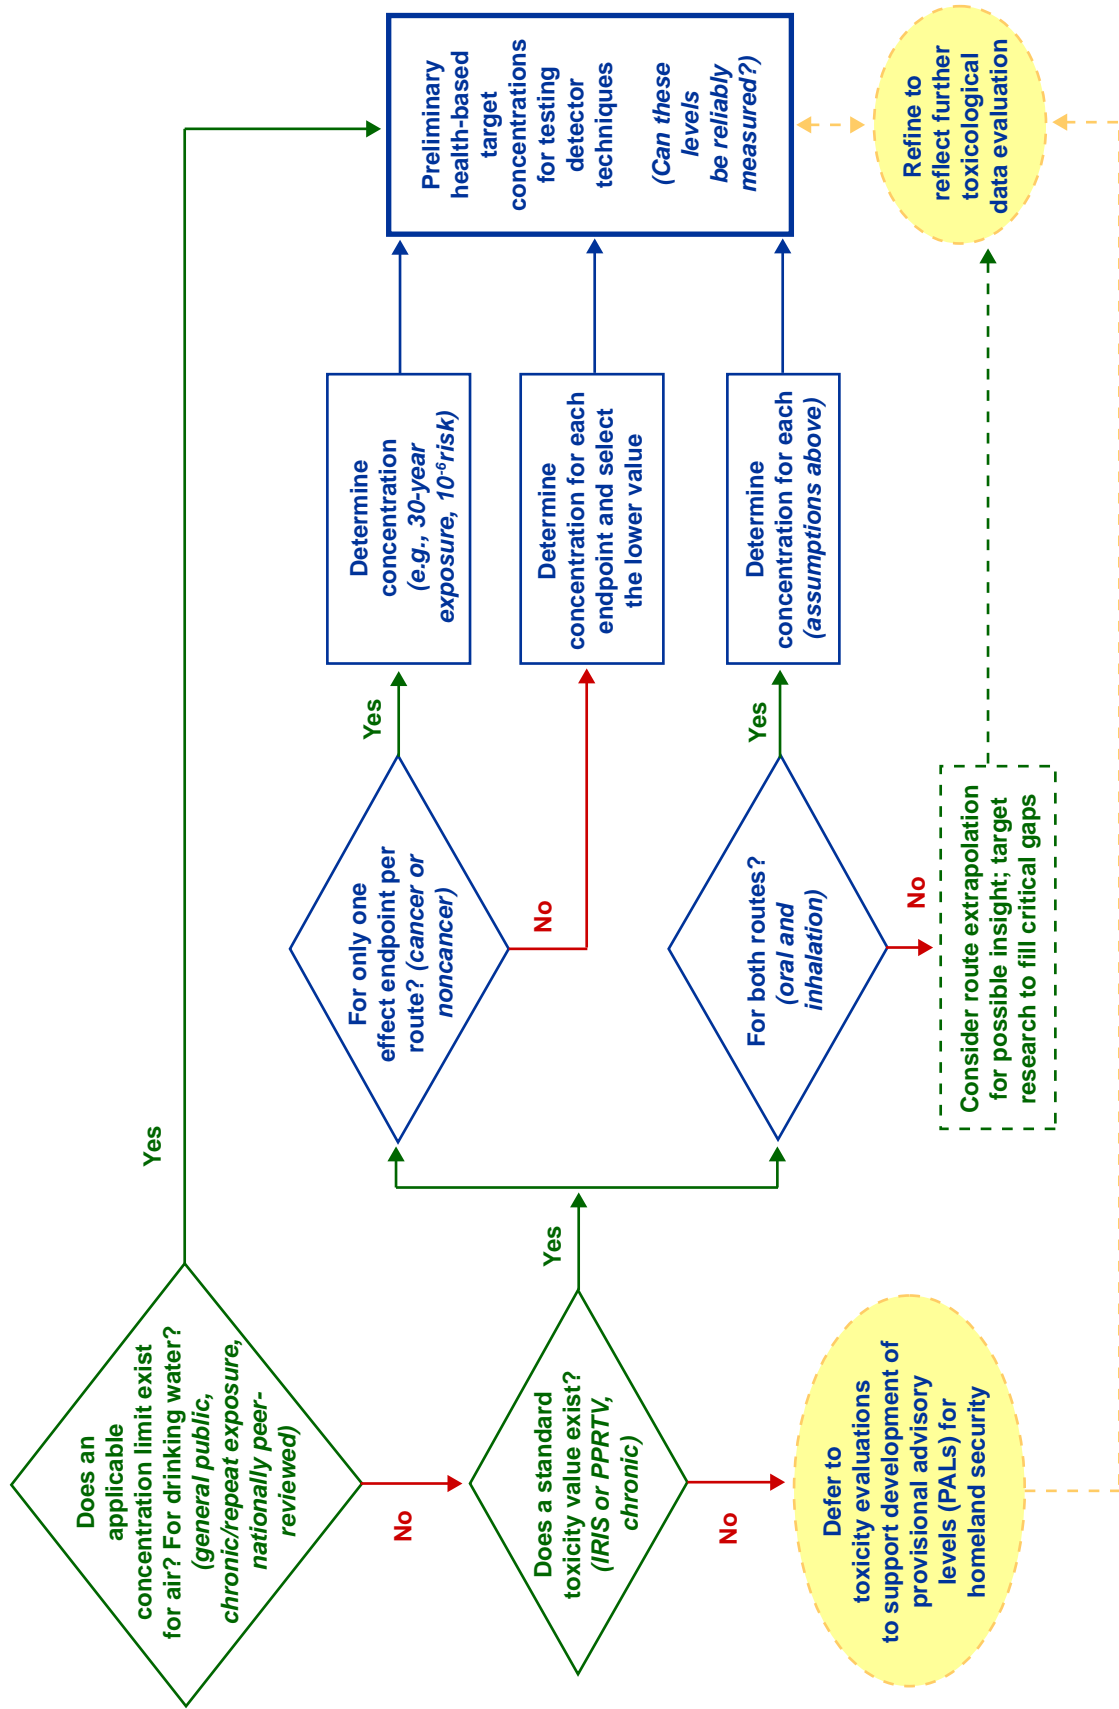 Does an
applicable
concentration limit exist
for air? For drinking water?
(general public,
chronic/repeat exposure,
nationally peer-
reviewed)
Yes
No
Does a standard
toxicity value exist?
(IRIS or PPRTV,
chronic)
Yes
No
Defer to
toxicity evaluations
to support development of
provisional advisory
levels (PALs) for
homeland security
For only one
effect endpoint per
route? (cancer or
noncancer)
Yes
No
For both routes?
(oral and
inhalation)
Yes
No
Consider route extrapolation
for possible insight; target
research to fill critical gaps
Determine
concentration
(e.g., 30-year
exposure, 10-6 risk)
Determine
concentration for each
endpoint and select
the lower value
Determine
concentration for each
(assumptions above)
Preliminary
health-based
target
concentrations
for testing
detector
techniques
(Can these
levels
be reliably
measured?)
Refine to
reflect further
toxicological
data evaluation